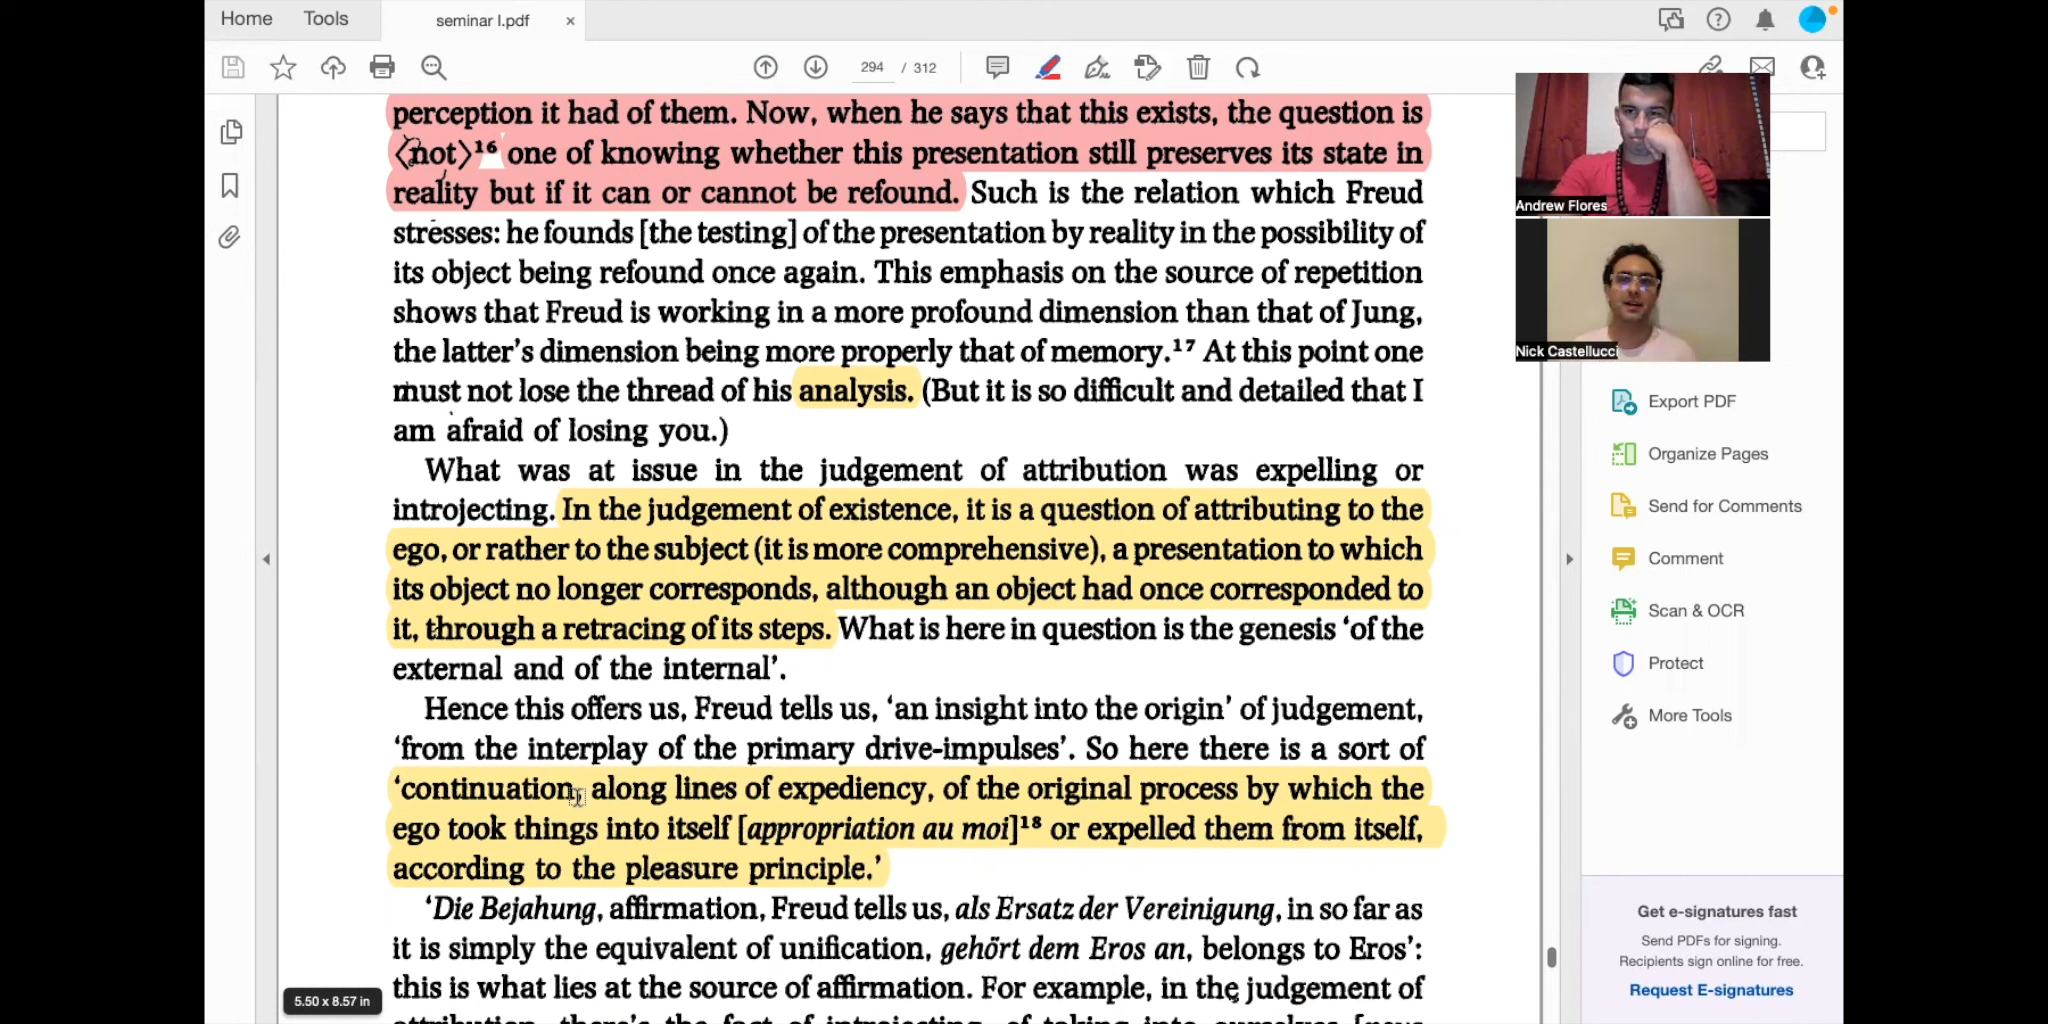 Home Tools seminar I.pdf ×
294 / 312
perception it had of them. Now, when he says that this exists, the question is
⟨not⟩¹⁶ one of knowing whether this presentation still preserves its state in
reality but if it can or cannot be refound. Such is the relation which Freud
stresses: he founds [the testing] of the presentation by reality in the possibility of
its object being refound once again. This emphasis on the source of repetition
shows that Freud is working in a more profound dimension than that of Jung,
the latter's dimension being more properly that of memory.¹⁷ At this point one
must not lose the thread of his analysis. (But it is so difficult and detailed that I
am afraid of losing you.)
What was at issue in the judgement of attribution was expelling or
introjecting. In the judgement of existence, it is a question of attributing to the
ego, or rather to the subject (it is more comprehensive), a presentation to which
its object no longer corresponds, although an object had once corresponded to
it, through a retracing of its steps. What is here in question is the genesis 'of the
external and of the internal'.
Hence this offers us, Freud tells us, 'an insight into the origin' of judgement,
'from the interplay of the primary drive-impulses'. So here there is a sort of
'continuation, along lines of expediency, of the original process by which the
ego took things into itself [appropriation au moi]¹⁸ or expelled them from itself,
according to the pleasure principle.'
'Die Bejahung, affirmation, Freud tells us, als Ersatz der Vereinigung, in so far as
it is simply the equivalent of unification, gehört dem Eros an, belongs to Eros':
this is what lies at the source of affirmation. For example, in the judgement of
attribution, there's the fact of introjecting, of taking into ourselves
5.50 x 8.57 in
Andrew Flores
Nick Castellucci
Export PDF
Organize Pages
Send for Comments
Comment
Scan & OCR
Protect
More Tools
Get e-signatures fast
Send PDFs for signing.
Recipients sign online for free.
Request E-signatures